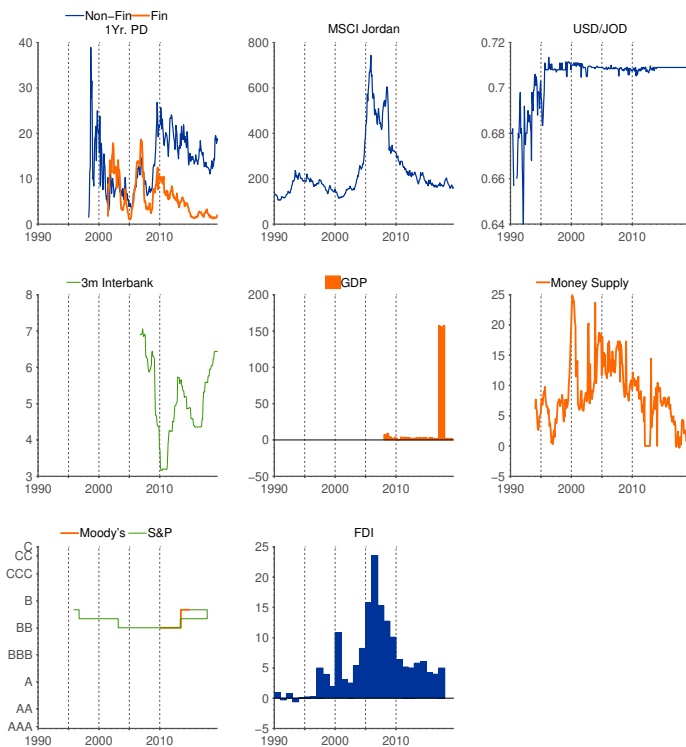 Non−Fin Fin
1Yr. PD
40
30
20
10
0
1990 2000 2010
MSCI Jordan
800
600
400
200
0
1990 2000 2010
USD/JOD
0.72
0.7
0.68
0.66
0.64
1990 2000 2010
3m Interbank
8
7
6
5
4
3
1990 2000 2010
GDP
200
150
100
50
0
−50
1990 2000 2010
Money Supply
25
20
15
10
5
0
−5
1990 2000 2010
Moody's S&P
C
CC
CCC
B
BB
BBB
A
AA
AAA
1990 2000 2010
FDI
25
20
15
10
5
0
−5
1990 2000 2010